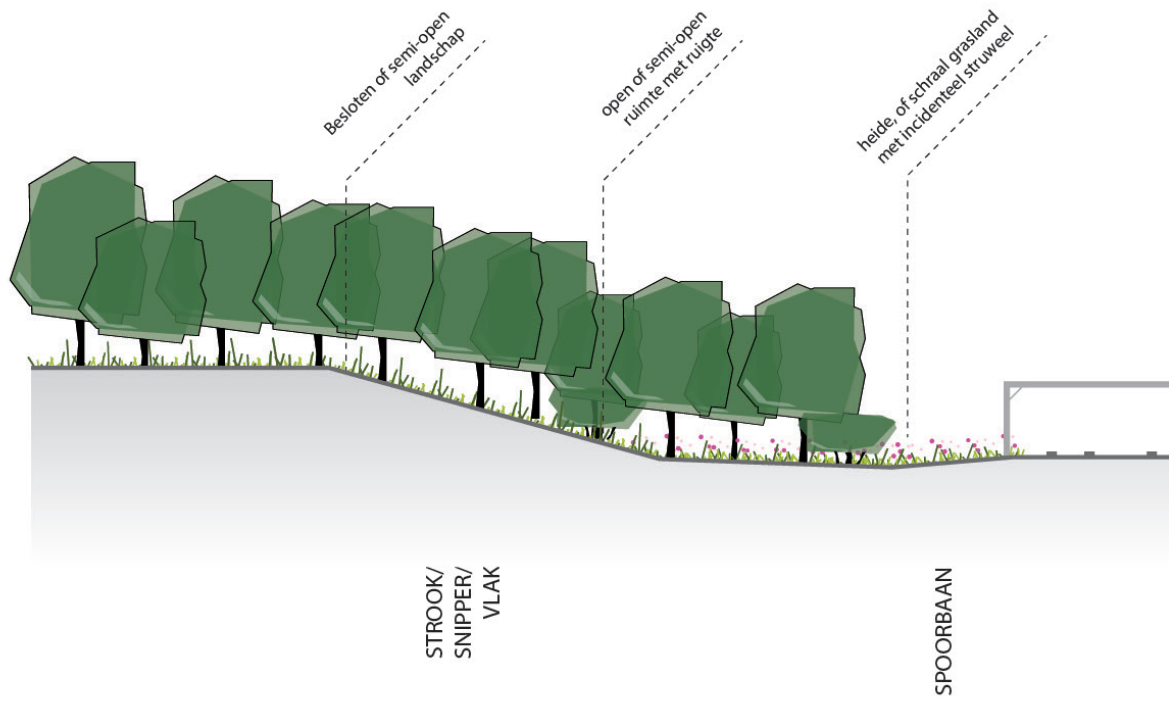 Besloten of semi-open
landschap
open of semi-open
ruimte met ruigte
heide, of schraal grasland
met incidenteel struweel
STROOK/
SNIPPER/
VLAK
SPOORBAAN